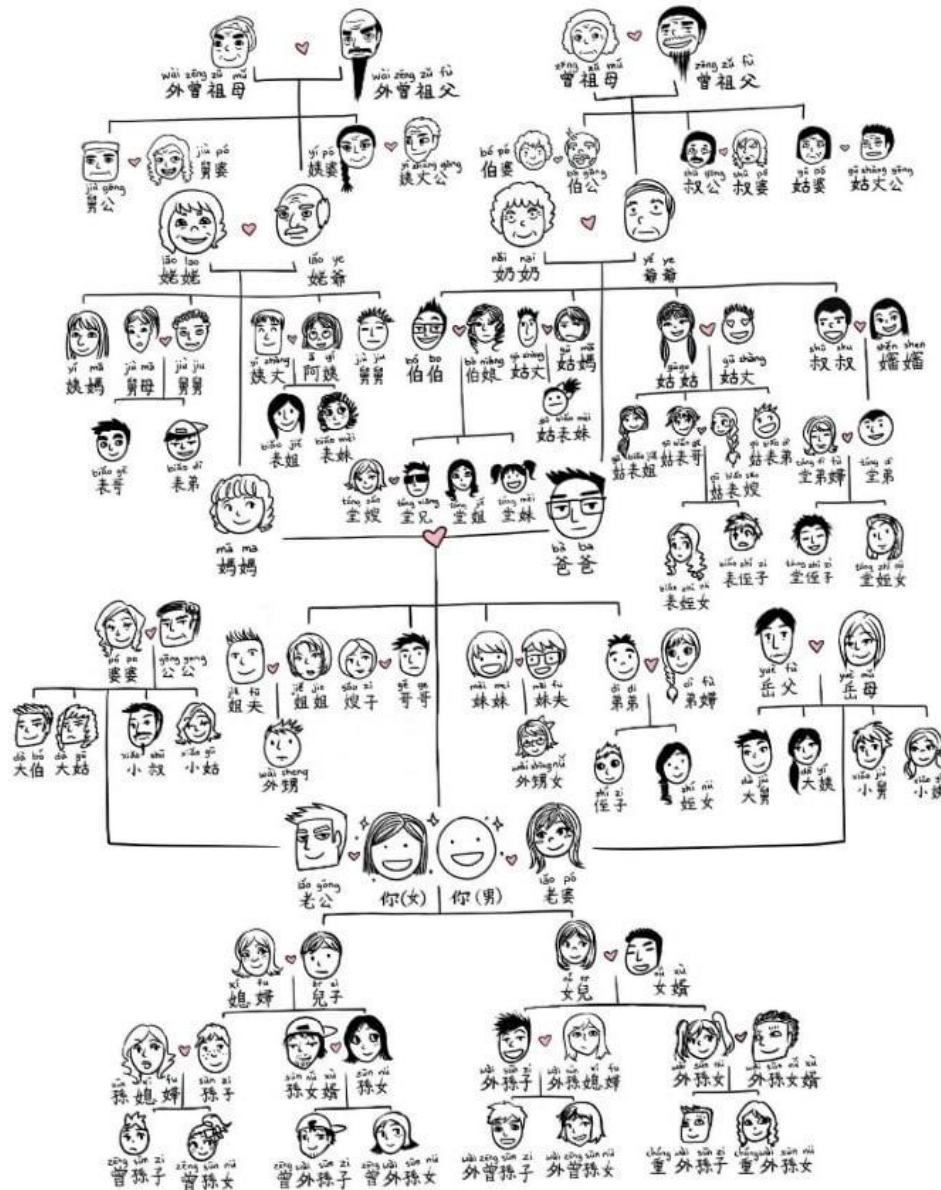 wài zēng zǔ mǔ
外曾祖母
wài zēng zǔ fù
外曾祖父
zēng zǔ mǔ
曾祖母
zēng zǔ fù
曾祖父
jiù gōng
舅公
jiù pó
舅婆
yí pó
姨婆
yí zhàng gōng
姨丈公
bó pó
伯婆
bó gōng
伯公
shū gōng
叔公
shū pó
叔婆
gū pó
姑婆
gū zhàng gōng
姑丈公
lǎo lao
姥姥
lǎo ye
姥爺
nǎi nai
奶奶
yé ye
爺爺
yí mā
姨媽
jiù mā
舅母
jiù jiu
舅舅
yí zhàng
姨丈
ā yí
阿姨
jiù jiu
舅舅
bó bo
伯伯
bó niáng
伯娘
gū zhàng
姑丈
gū mā
姑媽
gū gu
姑姑
gū zhàng
姑丈
shū shu
叔叔
shěn shen
嬸嬸
biǎo gē
表哥
biǎo dì
表弟
biǎo jiě
表姐
biǎo mèi
表妹
gū biǎo mèi
姑表妹
táng sǎo
堂嫂
táng xiōng
堂兄
táng jiě
堂姐
táng mèi
堂妹
gū biǎo jiě
姑表姐
gū biǎo gē
姑表哥
gū biǎo sǎo
姑表嫂
gū biǎo dì
姑表弟
táng dì fù
堂弟婦
táng dì
堂弟
mā ma
媽媽
bà ba
爸爸
biǎo zhí nǚ
表姪女
biǎo zhí zi
表侄子
táng zhí zi
堂侄子
táng zhí nǚ
堂姪女
pó po
婆婆
gōng gong
公公
jiě fu
姐夫
jiě jie
姐姐
sǎo zi
嫂子
gē ge
哥哥
mèi mei
妹妹
mèi fu
妹夫
dì di
弟弟
dì fù
弟婦
yuè fù
岳父
yuè mǔ
岳母
dà bó
大伯
dà gū
大姑
xiǎo shū
小叔
xiǎo gū
小姑
wài sheng
外甥
wài shēng nǚ
外甥女
zhí zi
侄子
zhí nǚ
姪女
dà jiù
大舅
dà yí
大姨
xiǎo jiù
小舅
小姨
lǎo gōng
老公
你(女)
你(男)
lǎo pó
老婆
xí fu
媳婦
ér zi
兒子
nǚ ér
女兒
nǚ xù
女婿
sūn xí fu
孫媳婦
sūn zi
孫子
sūn nǚ xù
孫女婿
sūn nǚ
孫女
wài sūn zi
外孫子
wài sūn xí fu
外孫媳婦
wài sūn nǚ
外孫女
wài sūn nǚ xù
外孫女婿
zēng sūn zi
曾孫子
zēng sūn nǚ
曾孫女
zēng wài sūn zi
曾外孫子
zēng wài sūn nǚ
曾外孫女
wài zēng sūn zi
外曾孫子
wài zēng sūn nǚ
外曾孫女
chóng wài sūn zi
重外孫子
chóng wài sūn nǚ
重外孫女